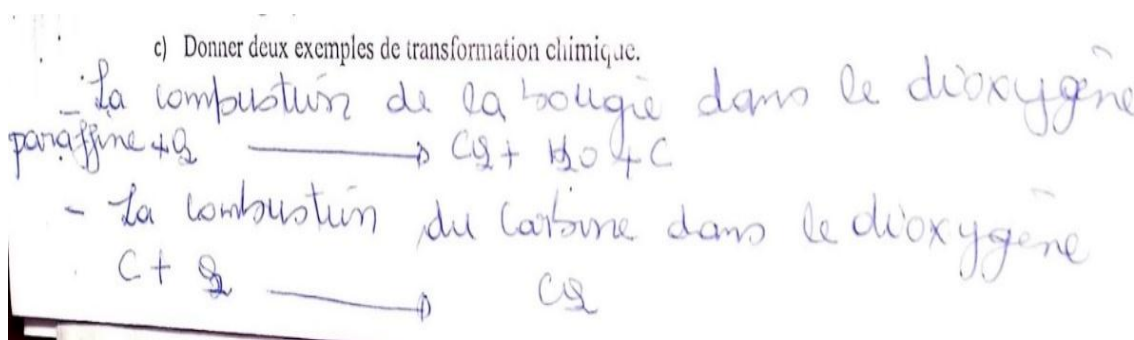 c) Donner deux exemples de transformation chimique.
- La combustion de la bougie dans le dioxygène
paraffine + O2 → CO2 + H2O + C
- La combustion du Carbone dans le dioxygène
C + O2 → CO2